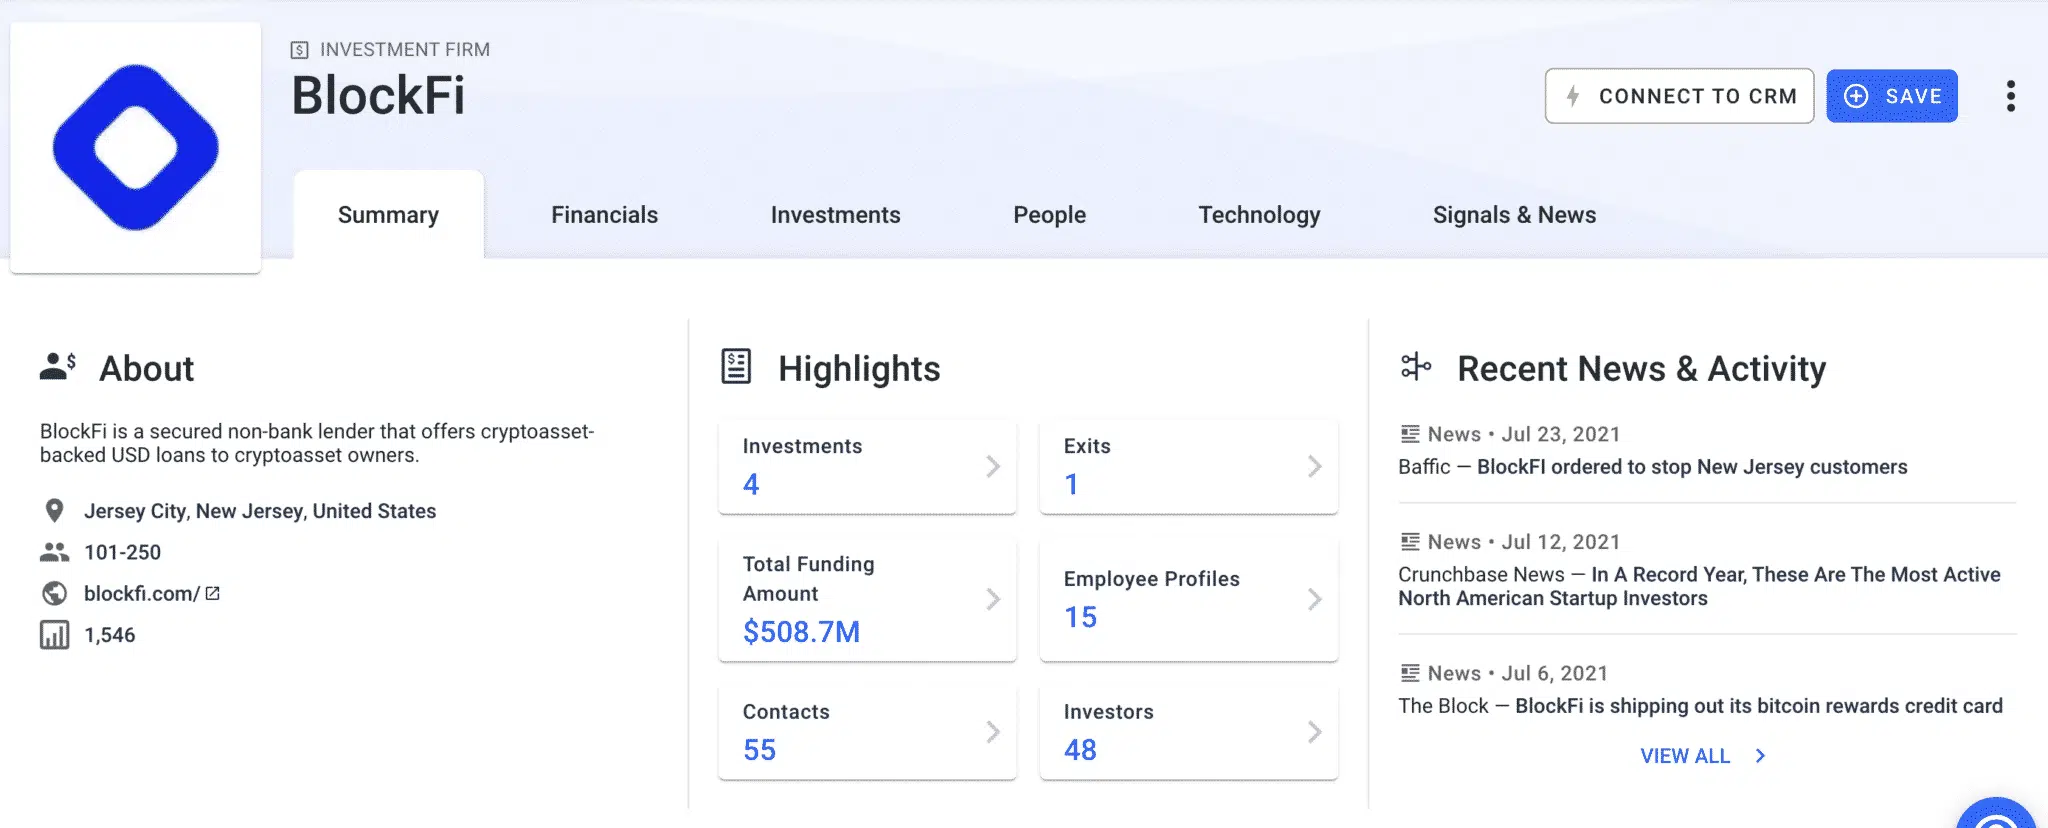 INVESTMENT FIRM
BlockFi
CONNECT TO CRM
SAVE
Summary
Financials
Investments
People
Technology
Signals & News
About
BlockFi is a secured non-bank lender that offers cryptoasset-
backed USD loans to cryptoasset owners.
Jersey City, New Jersey, United States
101-250
blockfi.com/
1,546
Highlights
Investments
4
Exits
1
Total Funding
Amount
$508.7M
Employee Profiles
15
Contacts
55
Investors
48
Recent News & Activity
News • Jul 23, 2021
Baffic — BlockFI ordered to stop New Jersey customers
News • Jul 12, 2021
Crunchbase News — In A Record Year, These Are The Most Active
North American Startup Investors
News • Jul 6, 2021
The Block — BlockFi is shipping out its bitcoin rewards credit card
VIEW ALL